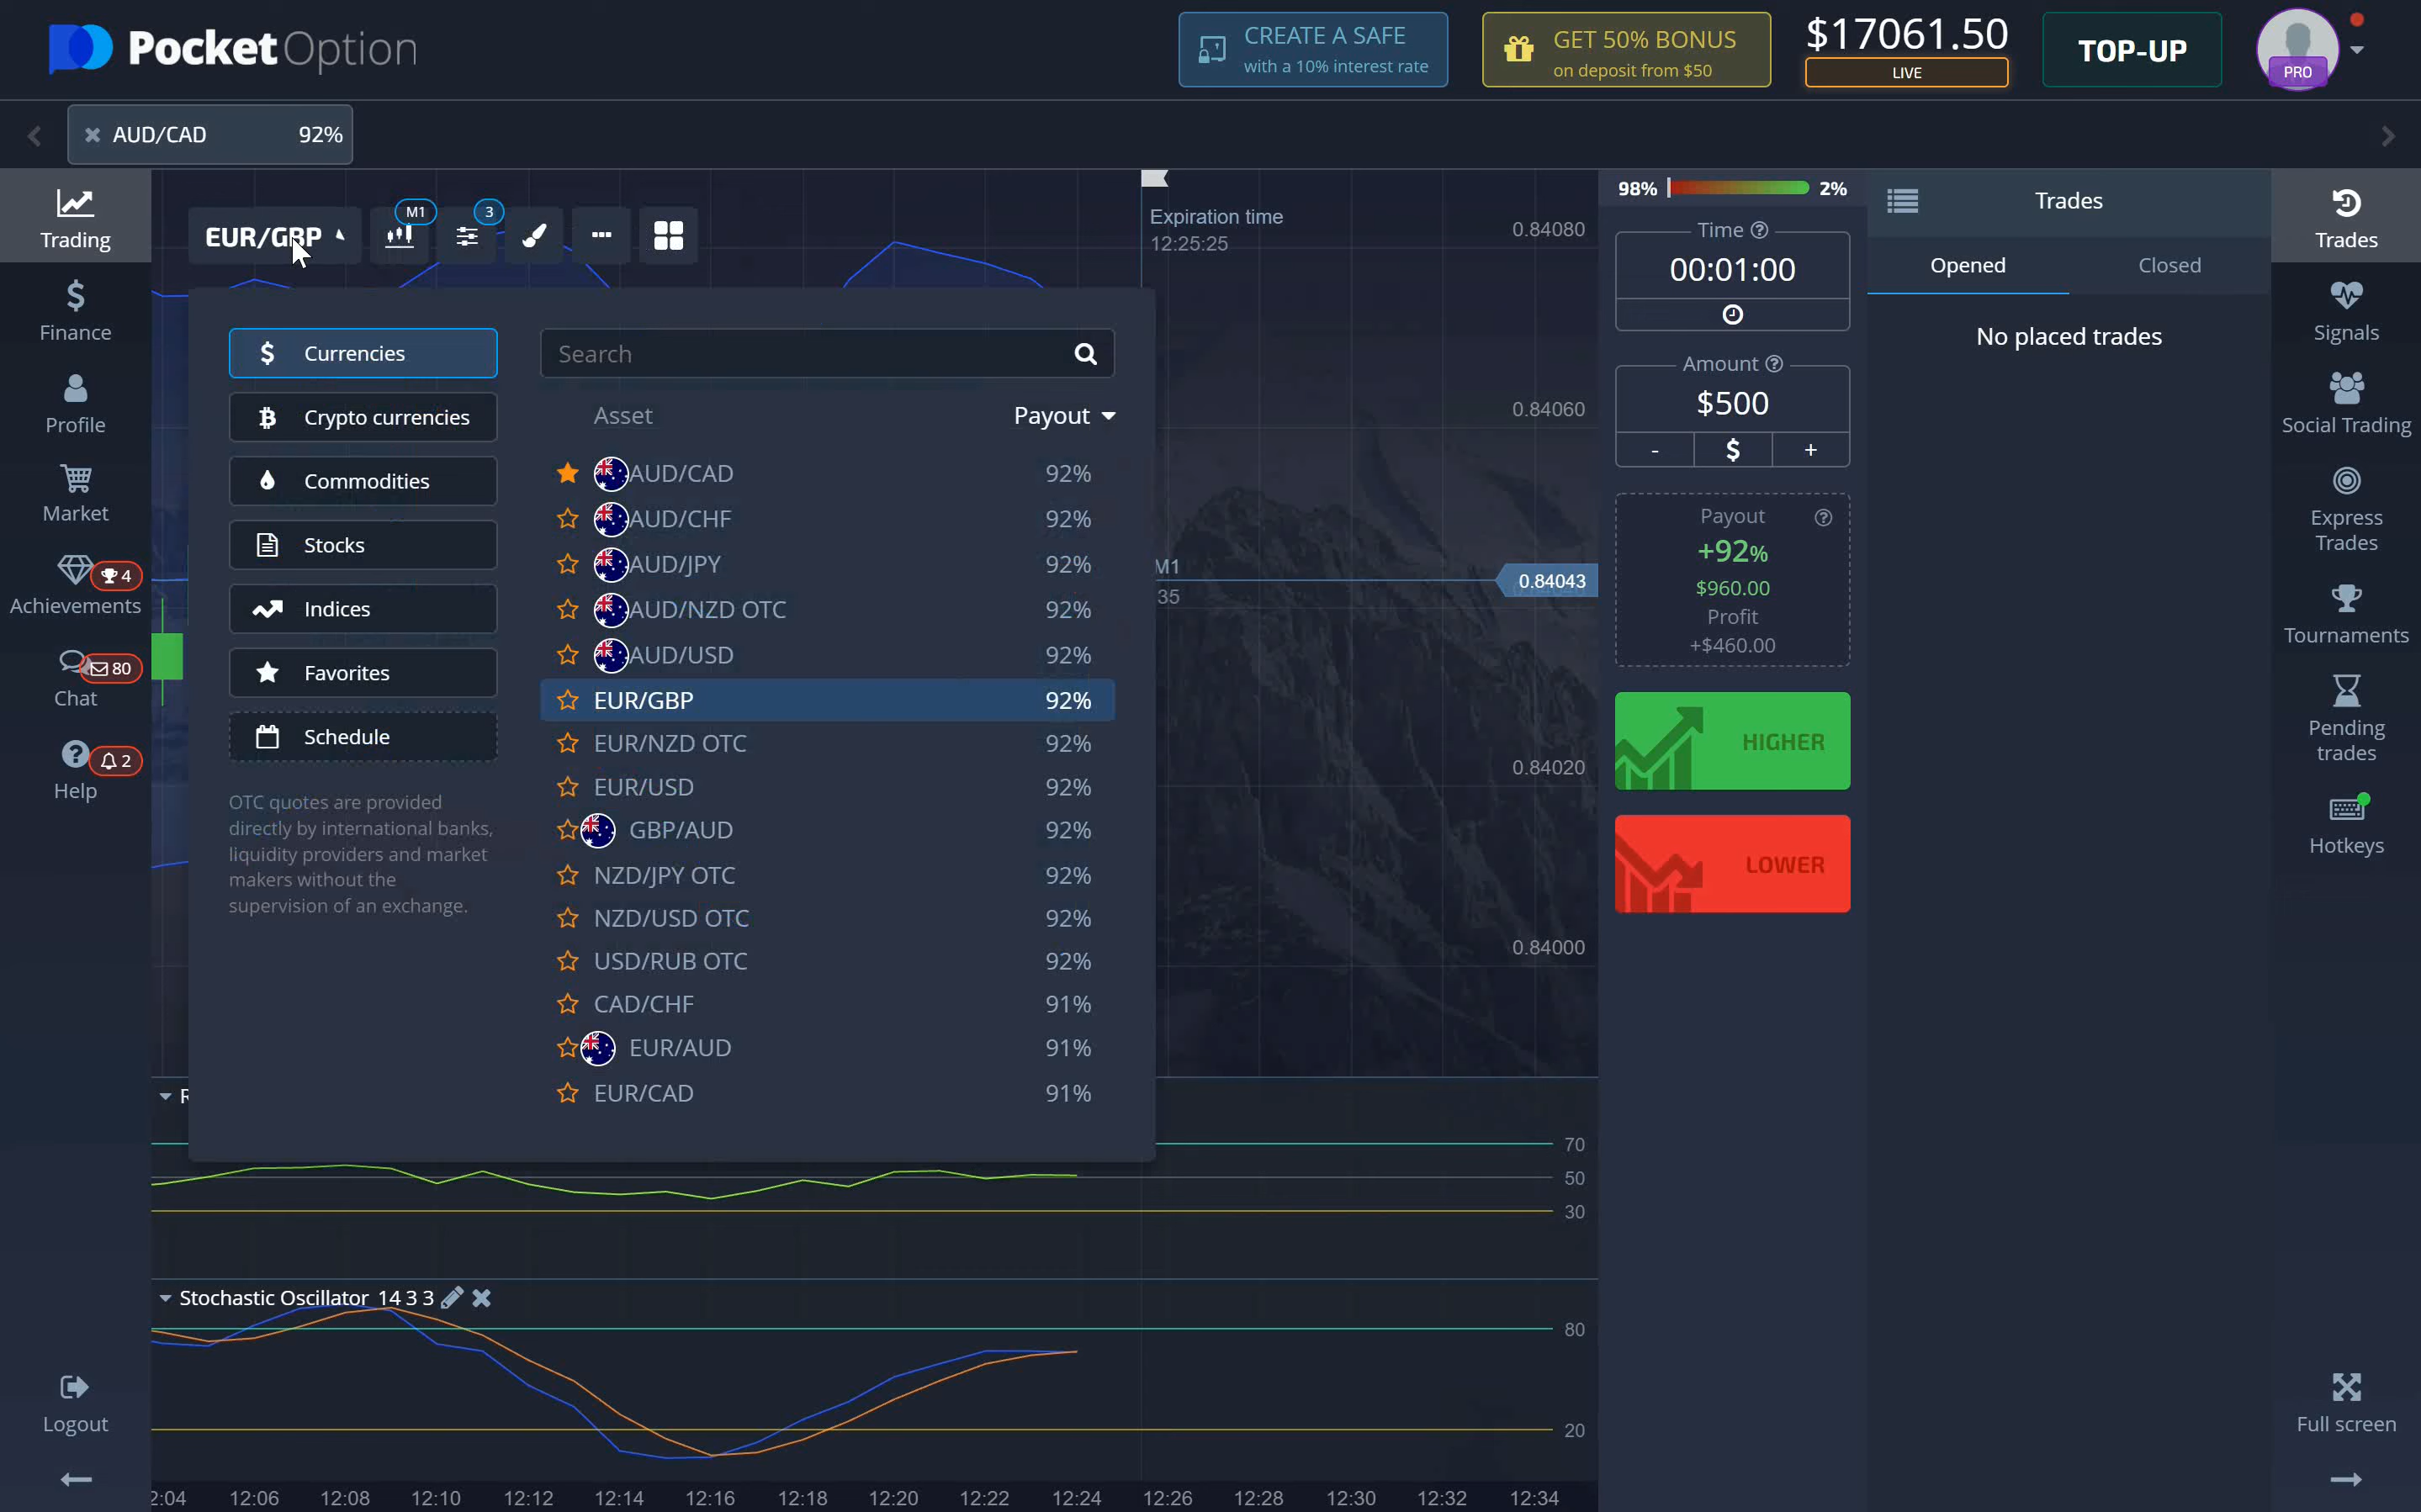 PocketOption
CREATE A SAFE
with a 10% interest rate
GET 50% BONUS
on deposit from $50
$17061.50
LIVE
TOP-UP
PRO
AUD/CAD 92%
Trading
Finance
Profile
Market
4
Achievements
80
Chat
2
Help
Logout
EUR/GBP
M1
3
Expiration time
12:25:25
Currencies
Crypto currencies
Commodities
Stocks
Indices
Favorites
Schedule
OTC quotes are provided
directly by international banks,
liquidity providers and market
makers without the
supervision of an exchange.
Search
Asset Payout
AUD/CAD 92%
AUD/CHF 92%
AUD/JPY 92%
AUD/NZD OTC 92%
AUD/USD 92%
EUR/GBP 92%
EUR/NZD OTC 92%
EUR/USD 92%
GBP/AUD 92%
NZD/JPY OTC 92%
NZD/USD OTC 92%
USD/RUB OTC 92%
CAD/CHF 91%
EUR/AUD 91%
EUR/CAD 91%
M1
35
0.84080
0.84060
0.84043
0.84020
0.84000
R
70
50
30
Stochastic Oscillator 14 3 3
80
20
2:04 12:06 12:08 12:10 12:12 12:14 12:16 12:18 12:20 12:22 12:24 12:26 12:28 12:30 12:32 12:34
98% 2%
Time
00:01:00
Amount
$500
- $ +
Payout
+92%
$960.00
Profit
+$460.00
HIGHER
LOWER
Trades
Opened Closed
No placed trades
Trades
Signals
Social Trading
Express
Trades
Tournaments
Pending
trades
Hotkeys
Full screen